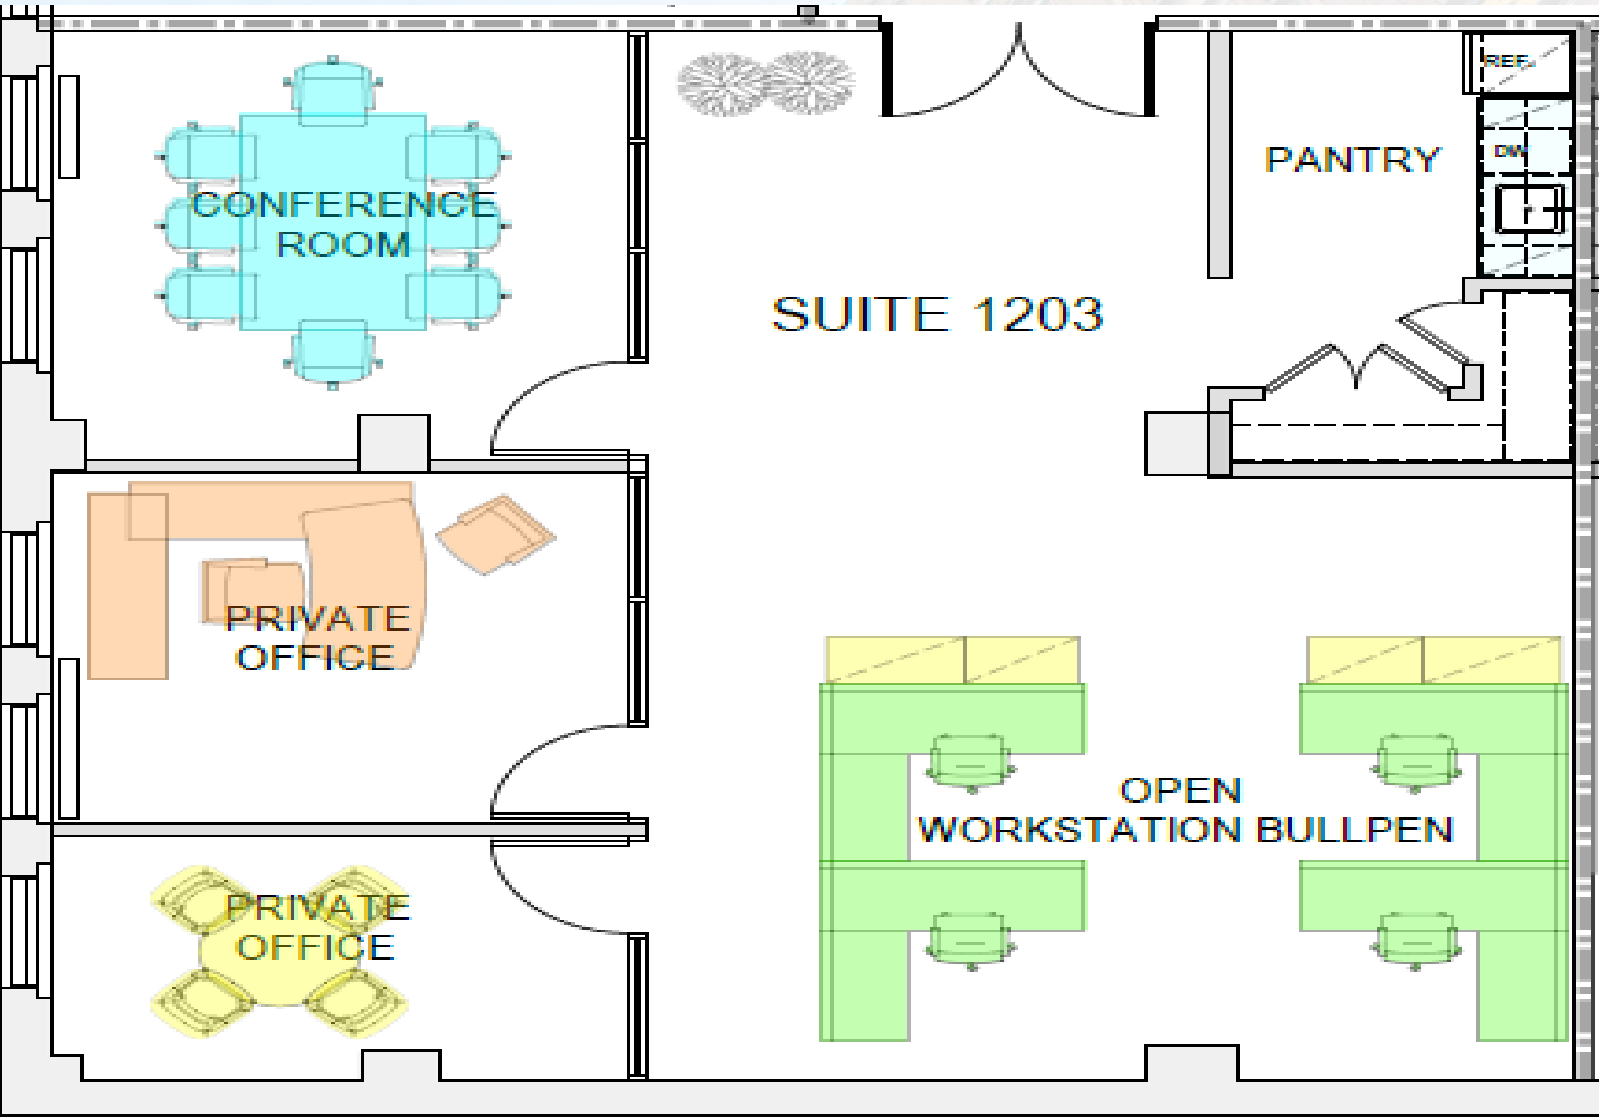 REF.
DW
PANTRY
CONFERENCE
ROOM
SUITE 1203
PRIVATE
OFFICE
OPEN
WORKSTATION BULLPEN
PRIVATE
OFFICE